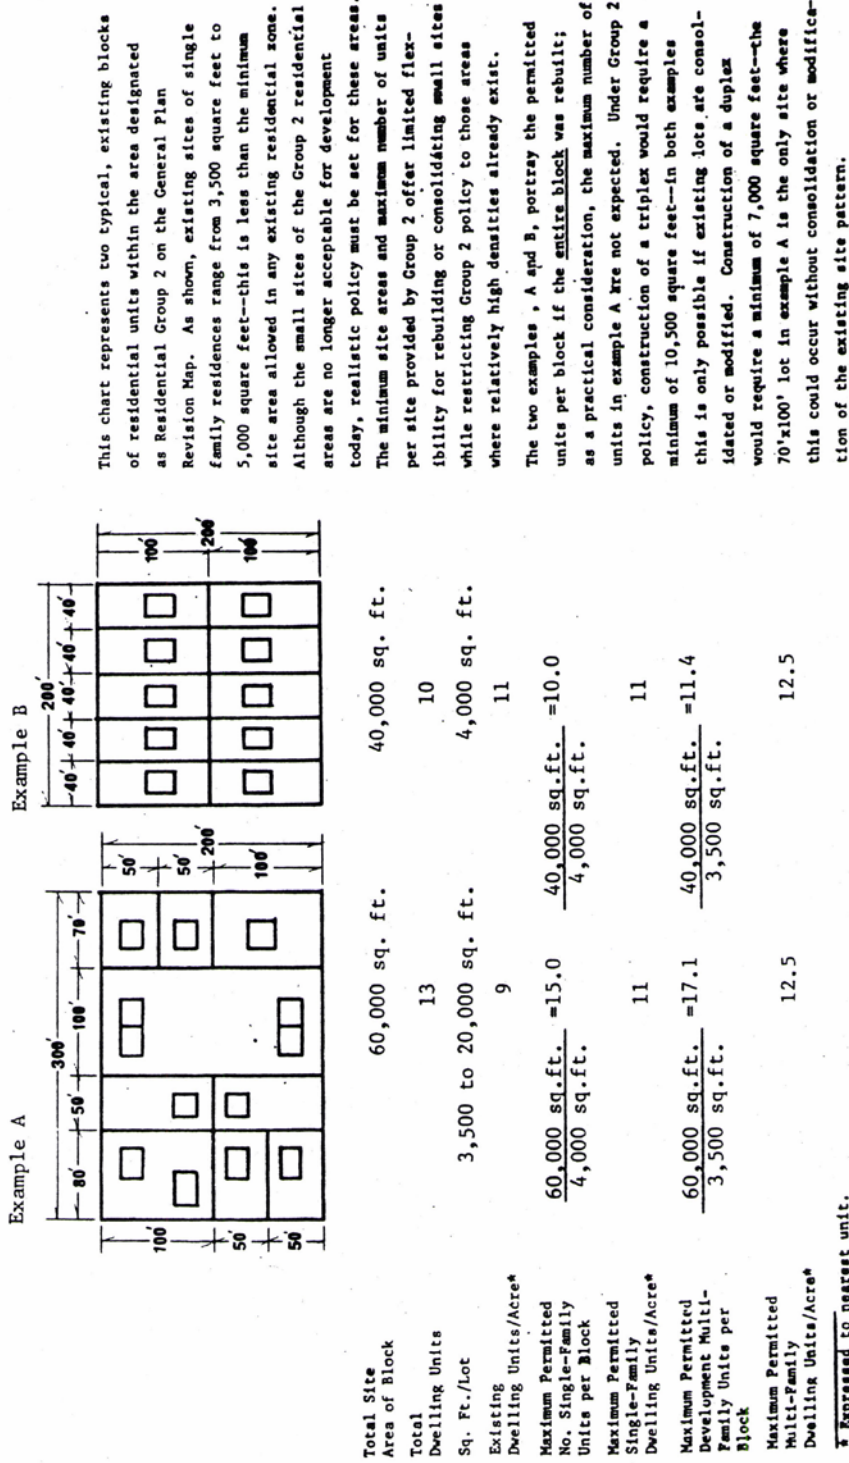 Example A
300'
80'
50'
100'
70'
100'
50'
50'
50'
50'
100'
200'
Example B
200'
40'
40'
40'
40'
40'
100'
100'
200'
Total Site
Area of Block
60,000 sq. ft.
40,000 sq. ft.
Total
Dwelling Units
13
10
Sq. Ft./Lot
3,500 to 20,000 sq. ft.
4,000 sq. ft.
Existing
Dwelling Units/Acre*
9
11
Maximum Permitted
No. Single-Family
Units per Block
60,000 sq.ft. =15.0
4,000 sq.ft.
40,000 sq.ft. =10.0
4,000 sq.ft.
Maximum Permitted
Single-Family
Dwelling Units/Acre*
11
11
Maximum Permitted
Development Multi-
Family Units per
Block
60,000 sq.ft. =17.1
3,500 sq.ft.
40,000 sq.ft. =11.4
3,500 sq.ft.
Maximum Permitted
Multi-Family
Dwelling Units/Acre*
12.5
12.5
* Expressed to nearest unit.
This chart represents two typical, existing blocks
of residential units within the area designated
as Residential Group 2 on the General Plan
Revision Map. As shown, existing sites of single
family residences range from 3,500 square feet to
5,000 square feet--this is less than the minimum
site area allowed in any existing residential zone.
Although the small sites of the Group 2 residential
areas are no longer acceptable for development
today, realistic policy must be set for these areas.
The minimum site areas and maximum number of units
per site provided by Group 2 offer limited flex-
ibility for rebuilding or consolidating small sites
while restricting Group 2 policy to those areas
where relatively high densities already exist.
The two examples , A and B, portray the permitted
units per block if the entire block was rebuilt;
as a practical consideration, the maximum number of
units in example A are not expected. Under Group 2
policy, construction of a triplex would require a
minimum of 10,500 square feet--in both examples
this is only possible if existing lots are consol-
idated or modified. Construction of a duplex
would require a minimum of 7,000 square feet--the
70'x100' lot in example A is the only site where
this could occur without consolidation or modifica-
tion of the existing site pattern.